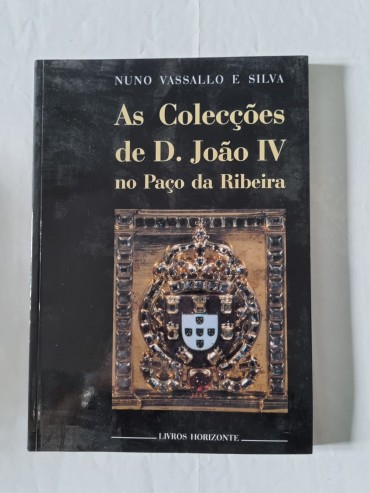 NUNO VASSALLO E SILVA
As Colecções
de D. João IV
no Paço da Ribeira
LIVROS HORIZONTE